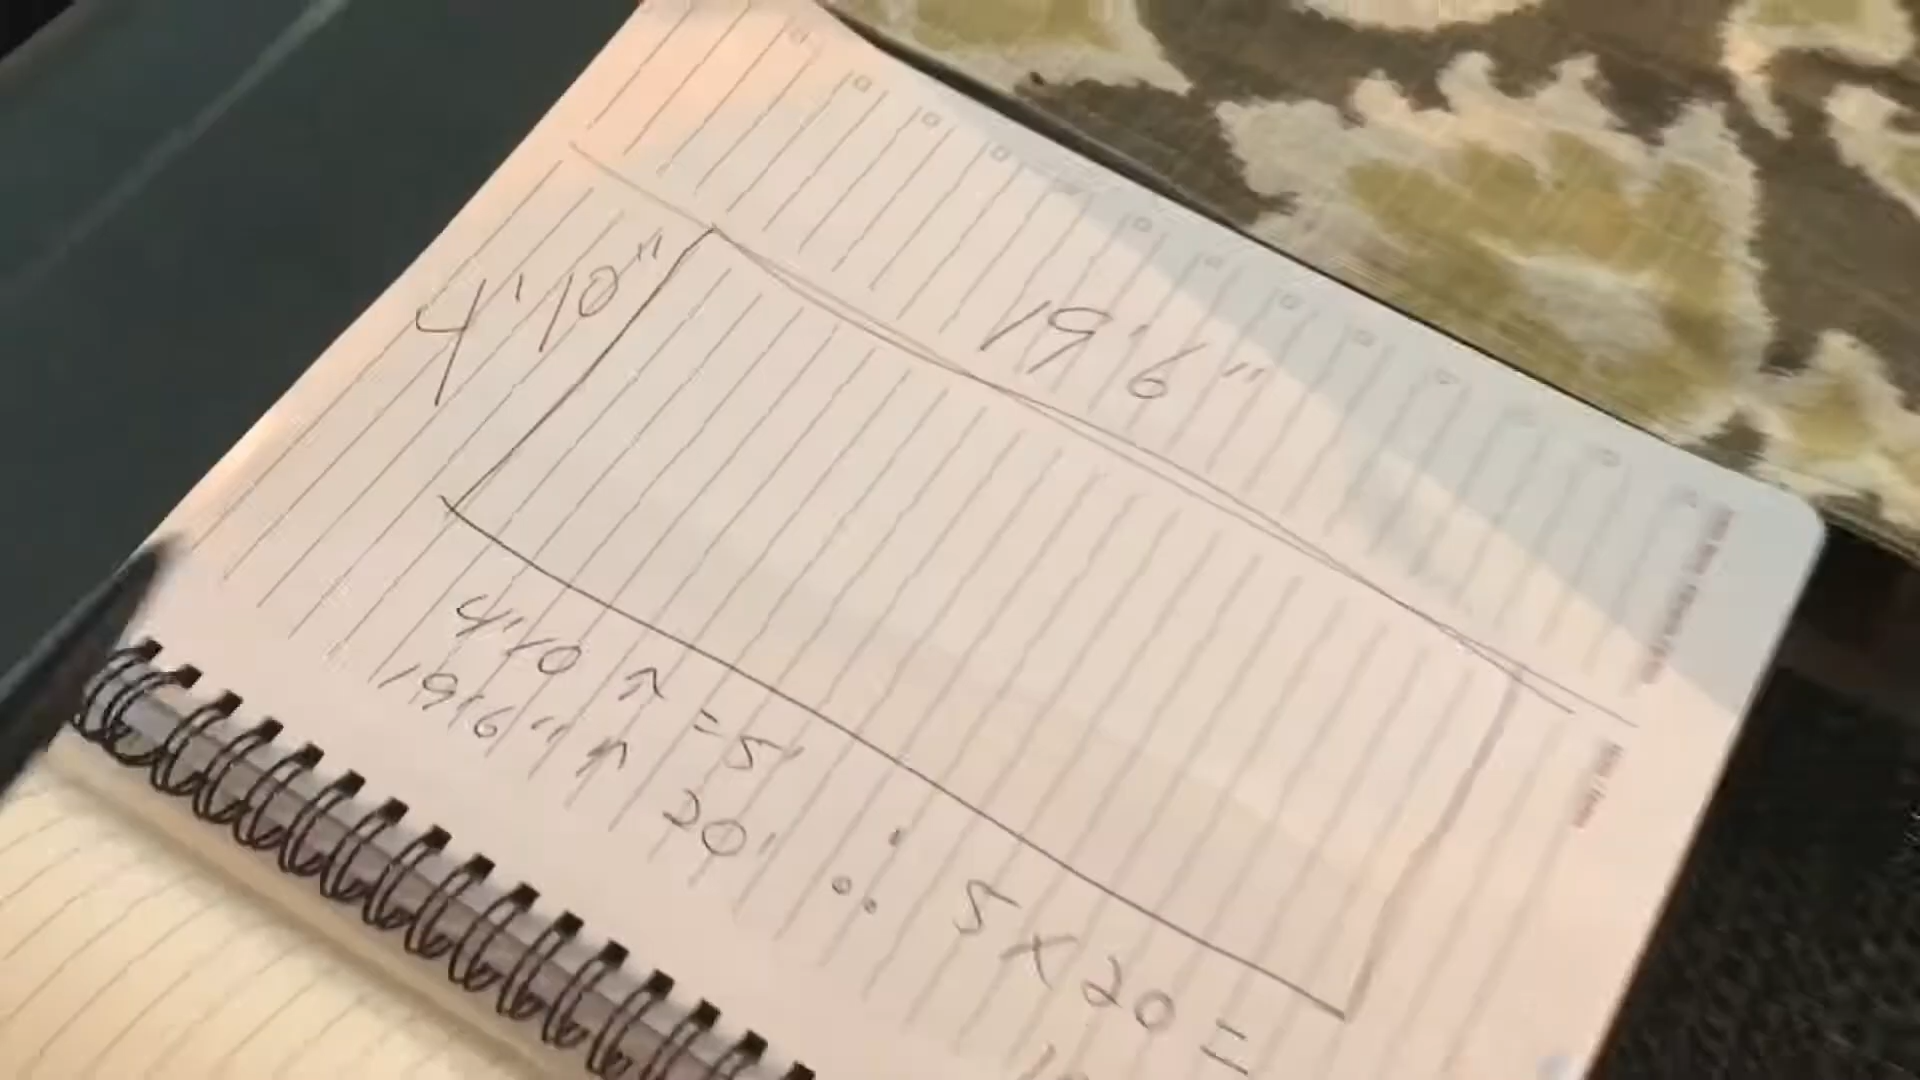 19'6"
4'10"
4'10 ↑ = 5'
19'6" ↑ 20' ∴ 5 x 20 =